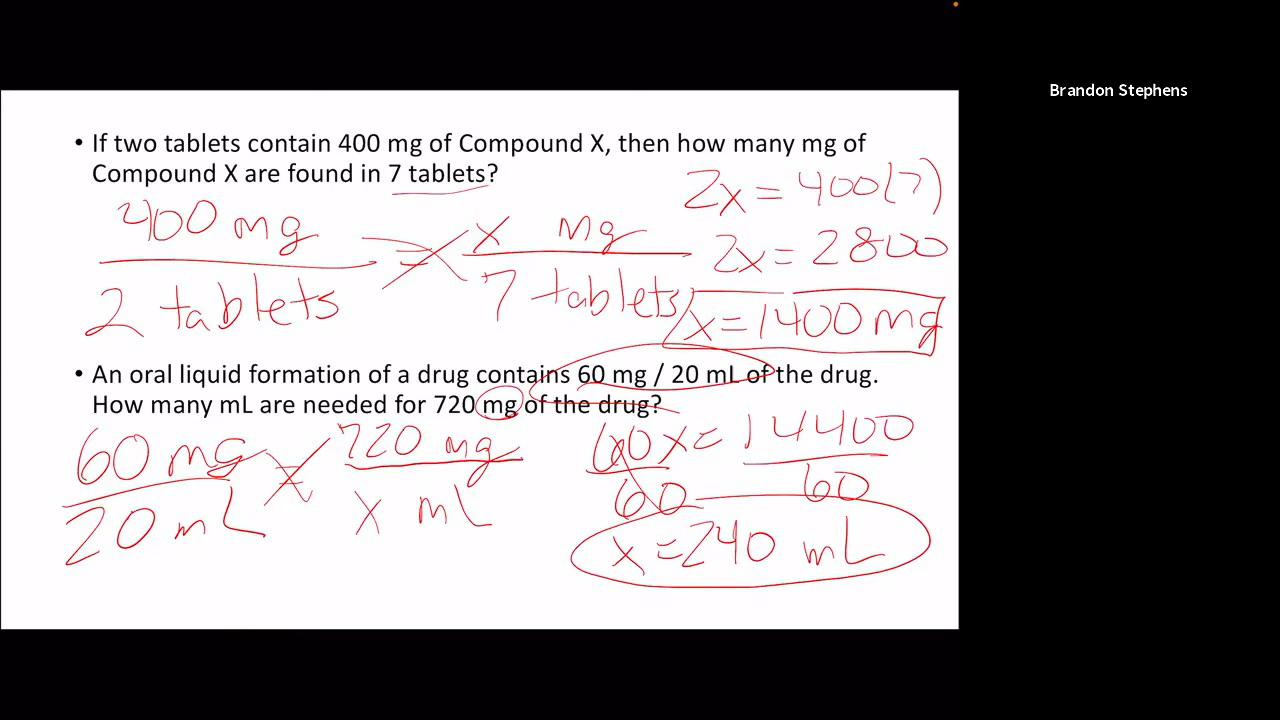 Brandon Stephens
• If two tablets contain 400 mg of Compound X, then how many mg of
Compound X are found in 7 tablets?
400 mg = x mg
2 tablets 7 tablets
2x = 400(7)
2x = 2800
x = 1400 mg
• An oral liquid formation of a drug contains 60 mg / 20 mL of the drug.
How many mL are needed for 720 mg of the drug?
60 mg = 720 mg
20 mL x mL
60x = 14400
60 60
x = 240 mL